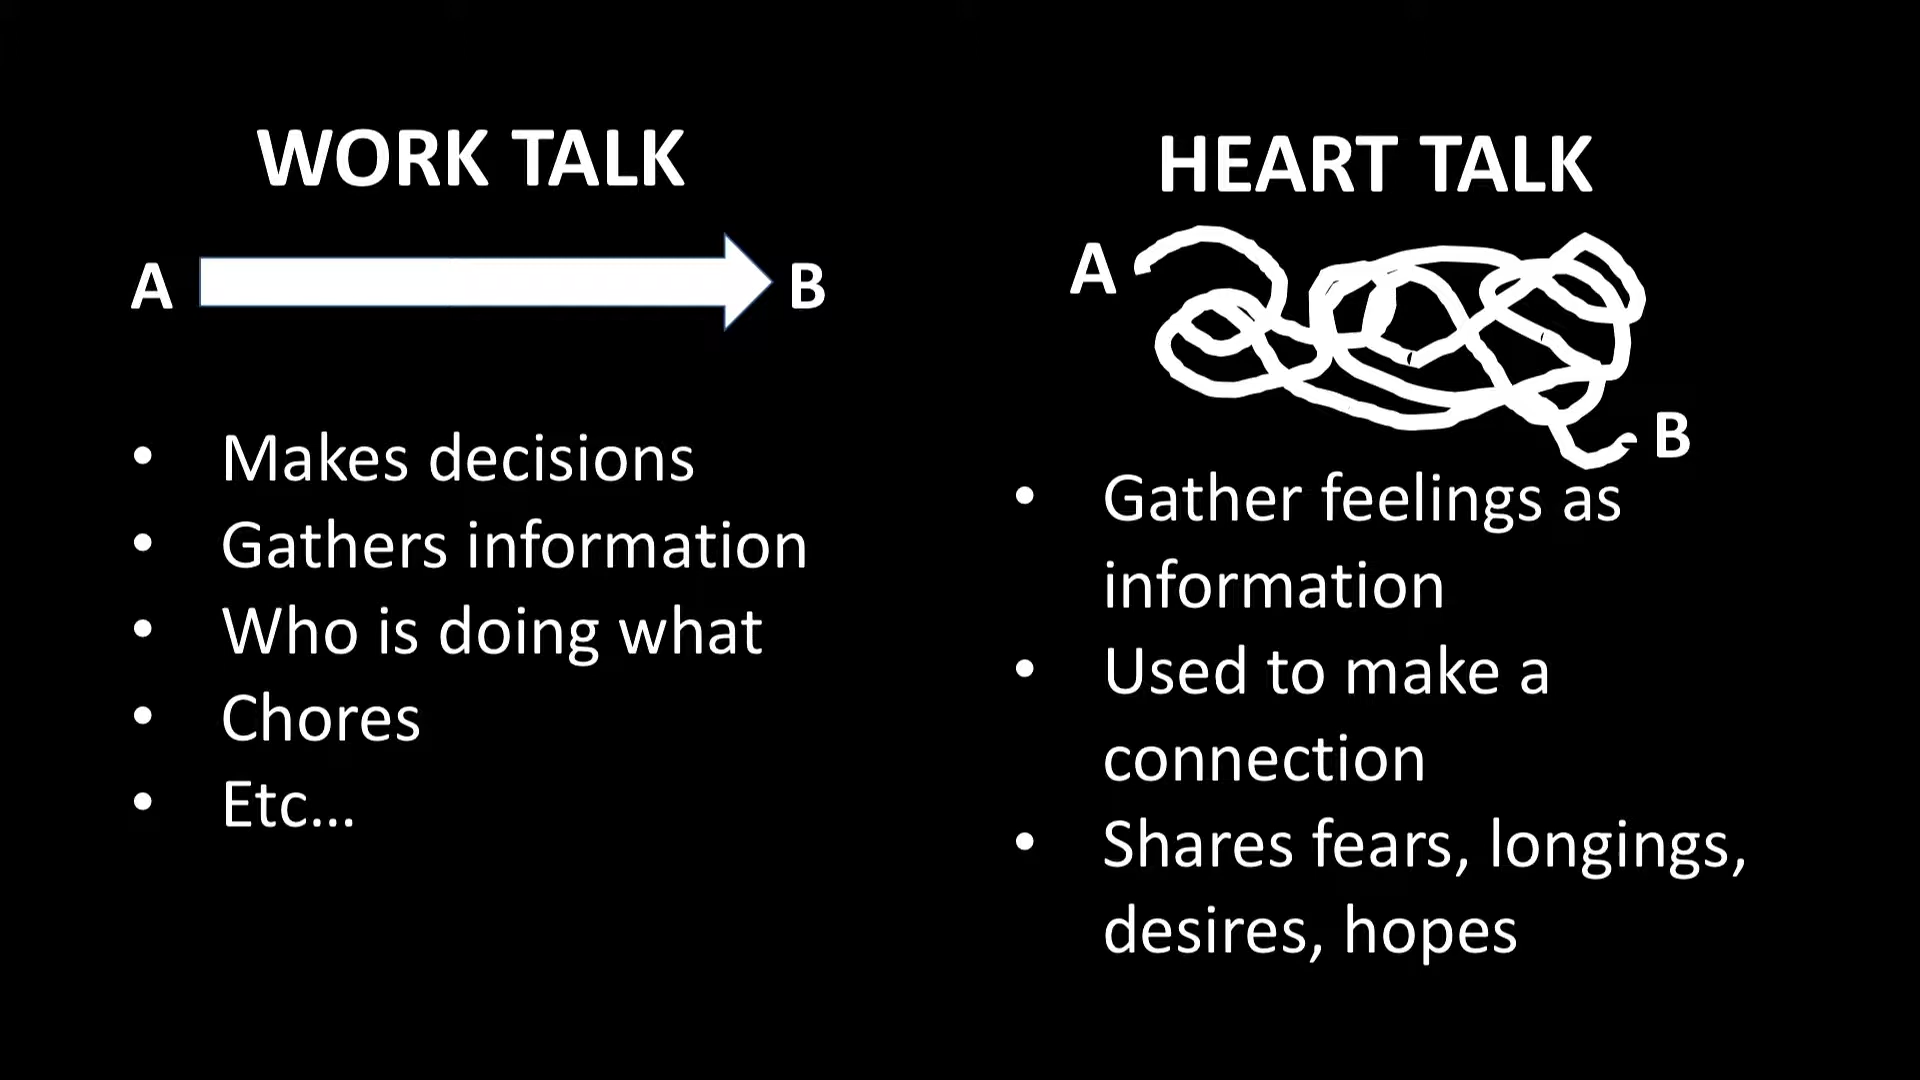 WORK TALK
A B
• Makes decisions
• Gathers information
• Who is doing what
• Chores
• Etc...
HEART TALK
A
B
• Gather feelings as
information
• Used to make a
connection
• Shares fears, longings,
desires, hopes